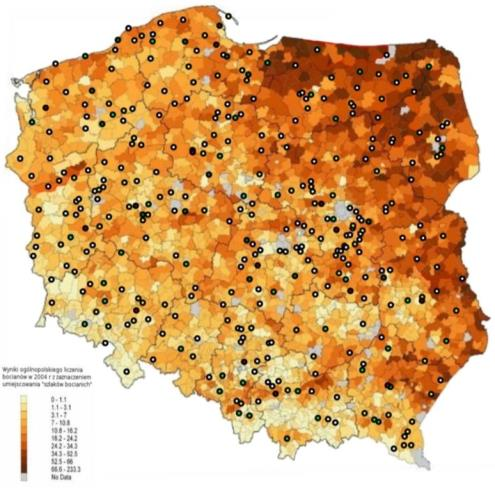 Wyniki ogólnopolskiego liczenia
bocianów w 2004 r z zaznaczeniem
umiejscowania "szlaków bocianich"
0 - 1.1
1.1 - 3.1
3.1 - 7
7 - 10.8
10.8 - 16.2
16.2 - 24.2
24.2 - 34.3
34.3 - 52.5
52.5 - 66
66.6 - 233.3
No Data